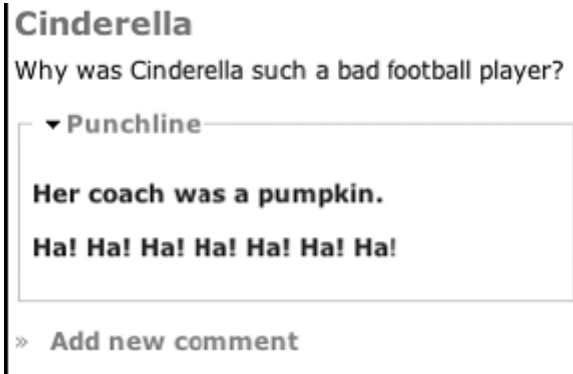 Cinderella
Why was Cinderella such a bad football player?
Punchline
Her coach was a pumpkin.
Ha! Ha! Ha! Ha! Ha! Ha! Ha!
» Add new comment